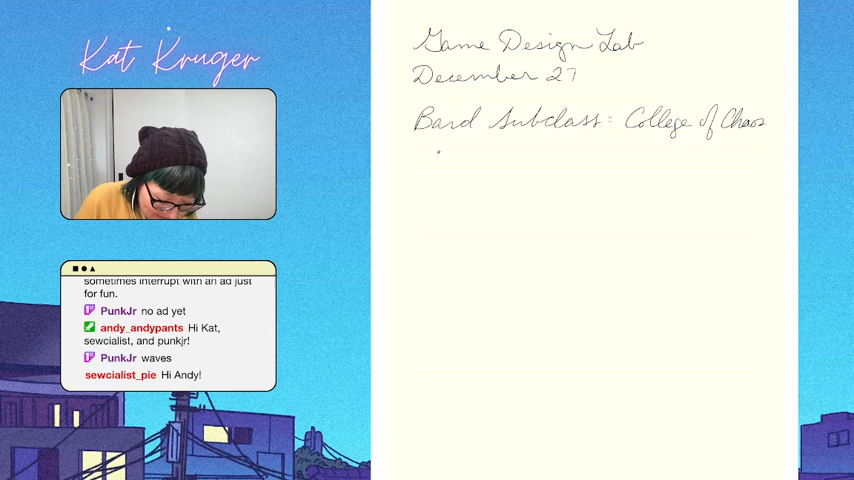 Kat Kruger
sometimes interrupt with an ad just
for fun.
PunkJr no ad yet
andy_andypants Hi Kat,
sewcialist, and punkjr!
PunkJr waves
sewcialist_pie Hi Andy!
Game Design Lab
December 27
Bard Subclass: College of Chaos